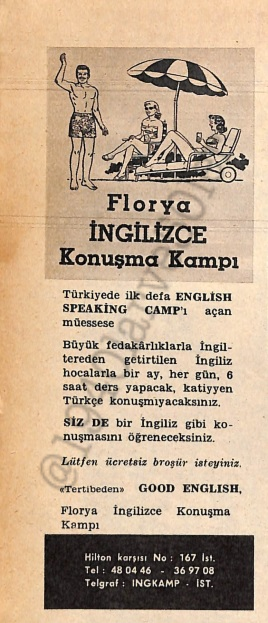 Florya
İNGİLİZCE
Konuşma Kampı
Türkiyede ilk defa ENGLISH
SPEAKING CAMP'ı açan
müessese
Büyük fedakârlıklarla İngil-
tereden getirtilen İngiliz
hocalarla bir ay, her gün, 6
saat ders yapacak, katiyyen
Türkçe konuşmıyacaksınız.
SİZ DE bir İngiliz gibi ko-
nuşmasını öğreneceksiniz.
Lütfen ücretsiz broşür isteyiniz.
«Tertibeden» GOOD ENGLISH,
Florya İngilizce Konuşma
Kampı
Hilton karşısı No : 167 İst.
Tel : 48 04 46 - 36 97 08
Telgraf : INGKAMP - İST.